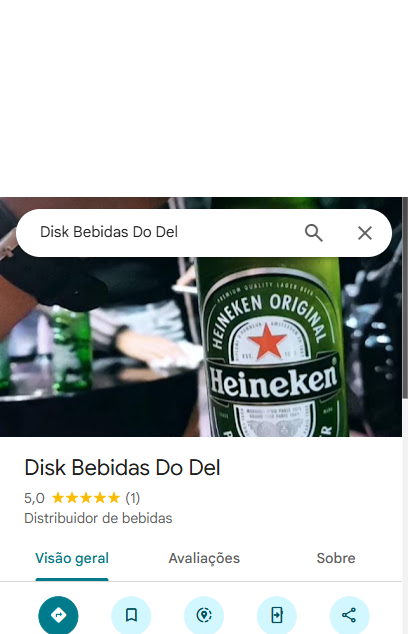 Disk Bebidas Do Del
PREMIUM QUALITY LAGER BEER
HEINEKEN ORIGINAL
Heineken
Disk Bebidas Do Del
5,0 (1)
Distribuidor de bebidas
Visão geral
Avaliações
Sobre